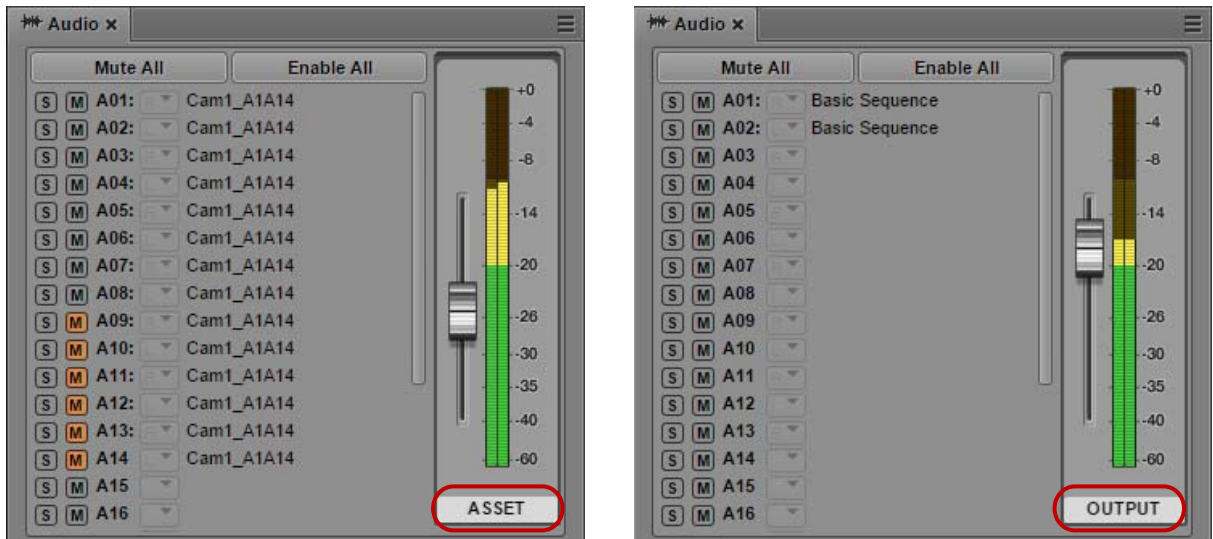 Audio x
Mute All Enable All
S M A01: R Cam1_A1A14
S M A02: L Cam1_A1A14
S M A03: R Cam1_A1A14
S M A04: L Cam1_A1A14
S M A05: R Cam1_A1A14
S M A06: L Cam1_A1A14
S M A07: R Cam1_A1A14
S M A08: L Cam1_A1A14
S M A09: R Cam1_A1A14
S M A10: L Cam1_A1A14
S M A11: R Cam1_A1A14
S M A12: L Cam1_A1A14
S M A13: R Cam1_A1A14
S M A14 L Cam1_A1A14
S M A15
S M A16
+0
-4
-8
-14
-20
-26
-30
-35
-40
-60
ASSET
Audio x
Mute All Enable All
S M A01: R Basic Sequence
S M A02: L Basic Sequence
S M A03 R
S M A04 L
S M A05 R
S M A06 L
S M A07 R
S M A08 L
S M A09 R
S M A10 L
S M A11 R
S M A12 L
S M A13 R
S M A14 L
S M A15
S M A16
+0
-4
-8
-14
-20
-26
-30
-35
-40
-60
OUTPUT